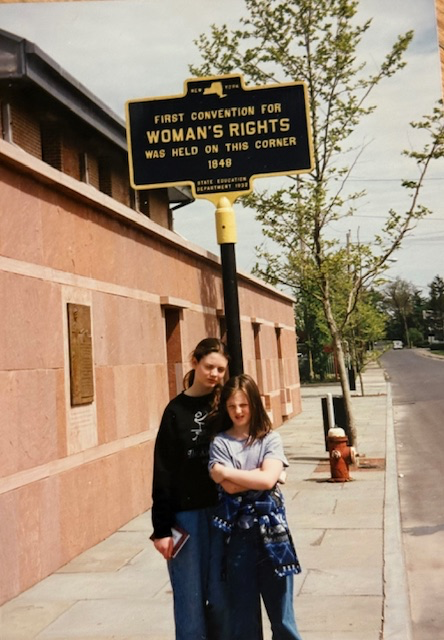 NEW YORK
FIRST CONVENTION FOR
WOMAN'S RIGHTS
WAS HELD ON THIS CORNER
1848
STATE EDUCATION
DEPARTMENT 1932